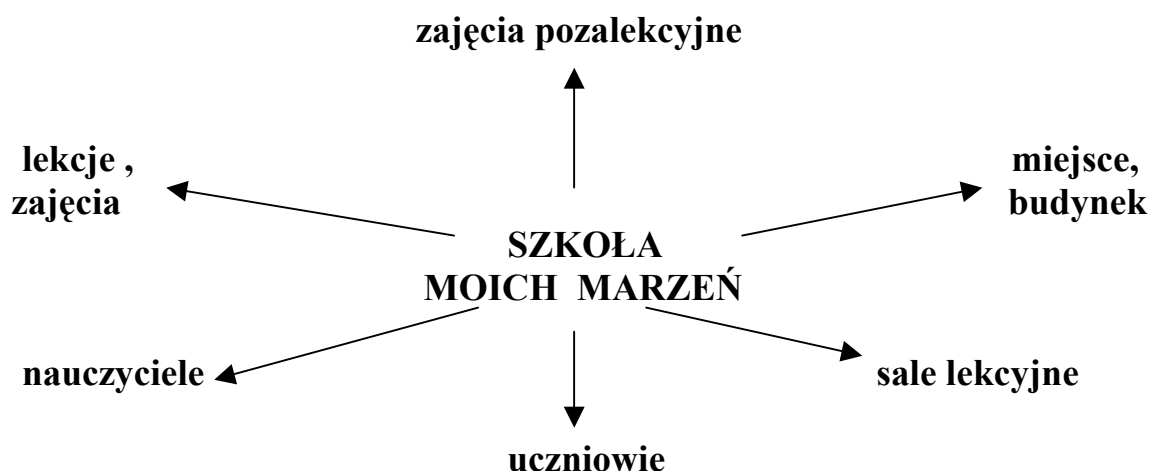 zajęcia pozalekcyjne
lekcje ,
zajęcia
miejsce,
budynek
SZKOŁA
MOICH MARZEŃ
nauczyciele
sale lekcyjne
uczniowie